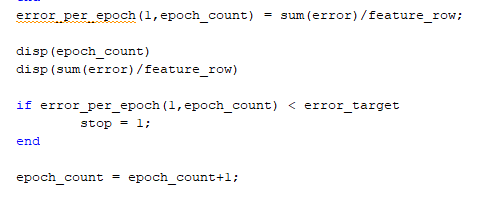 error_per_epoch(1,epoch_count) = sum(error)/feature_row;
disp(epoch_count)
disp(sum(error)/feature_row)
if error_per_epoch(1,epoch_count) < error_target
stop = 1;
end
epoch_count = epoch_count+1;